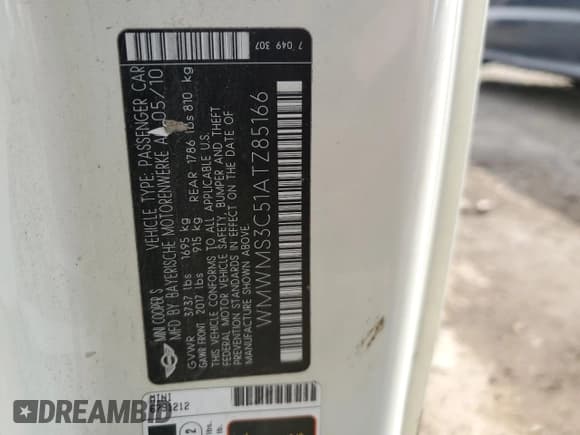 MINI COOPER S VEHICLE TYPE: PASSENGER CAR
MFD BY BAYERISCHE MOTORENWERKE A 05/10
GVWR 3737 lbs 1695 kg
GAWR FRONT 2017 lbs 915 kg REAR 1786 lbs 810 kg
THIS VEHICLE CONFORMS TO ALL APPLICABLE U.S.
FEDERAL MOTOR VEHICLE SAFETY, BUMPER AND THEFT
PREVENTION STANDARDS IN EFFECT ON THE DATE OF
MANUFACTURE SHOWN ABOVE.
WMWMS3C51ATZ85166
7 049 307
MINI
6791212
2
lbs.
DREAMBID